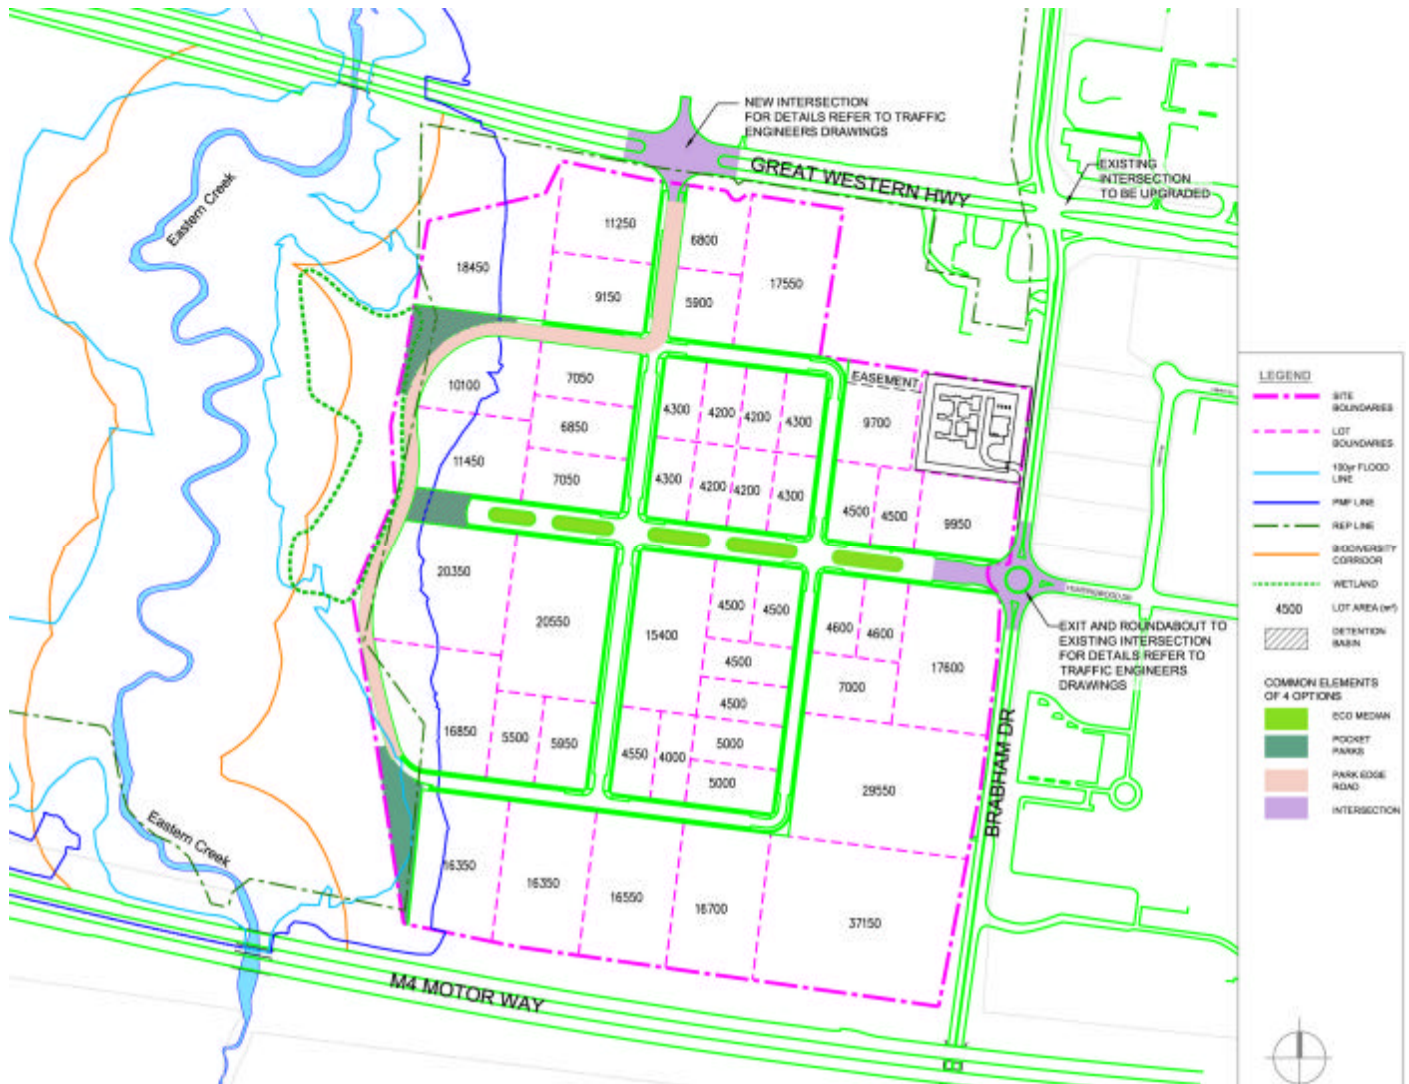 NEW INTERSECTION
FOR DETAILS REFER TO TRAFFIC
ENGINEERS DRAWINGS
GREAT WESTERN HWY
EXISTING
INTERSECTION
TO BE UPGRADED
Eastern Creek
11250
6800
18450
9150
5900
17550
EASEMENT
10100
7050
4300
4200
4200
4300
9700
6850
11450
7050
4300
4200
4200
4300
4500
4500
9950
20350
20550
15400
4500
4500
4600
4600
17600
4500
7000
4500
EXIT AND ROUNDABOUT TO
EXISTING INTERSECTION
FOR DETAILS REFER TO
TRAFFIC ENGINEERS
DRAWINGS
16850
5500
5950
4550
4000
5000
5000
29550
BRABHAM DR
Eastern Creek
16350
16350
16550
16700
37150
M4 MOTOR WAY
LEGEND
SITE
BOUNDARIES
LOT
BOUNDARIES
100yr FLOOD
LINE
PMF LINE
REP LINE
BIODIVERSITY
CORRIDOR
WETLAND
4500
LOT AREA (m²)
DETENTION
BASIN
COMMON ELEMENTS
OF 4 OPTIONS
ECO MEDIAN
POCKET
PARKS
PARK EDGE
ROAD
INTERSECTION